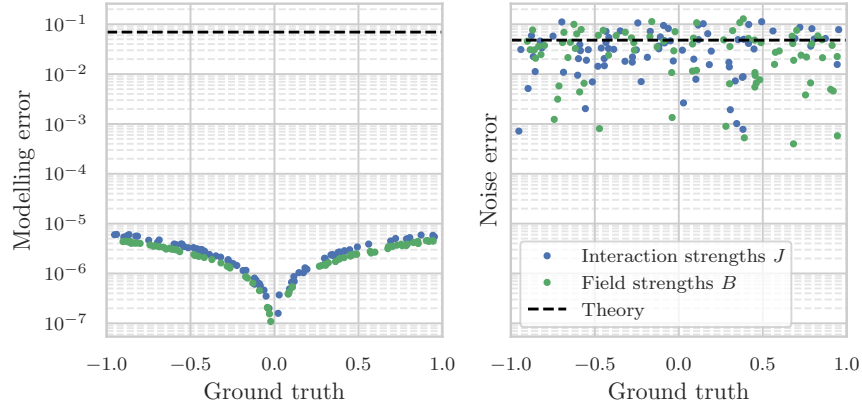 Modelling error
10⁻¹
10⁻²
10⁻³
10⁻⁴
10⁻⁵
10⁻⁶
10⁻⁷
−1.0 −0.5 0.0 0.5 1.0
Ground truth
Noise error
Interaction strengths J
Field strengths B
Theory
−1.0 −0.5 0.0 0.5 1.0
Ground truth